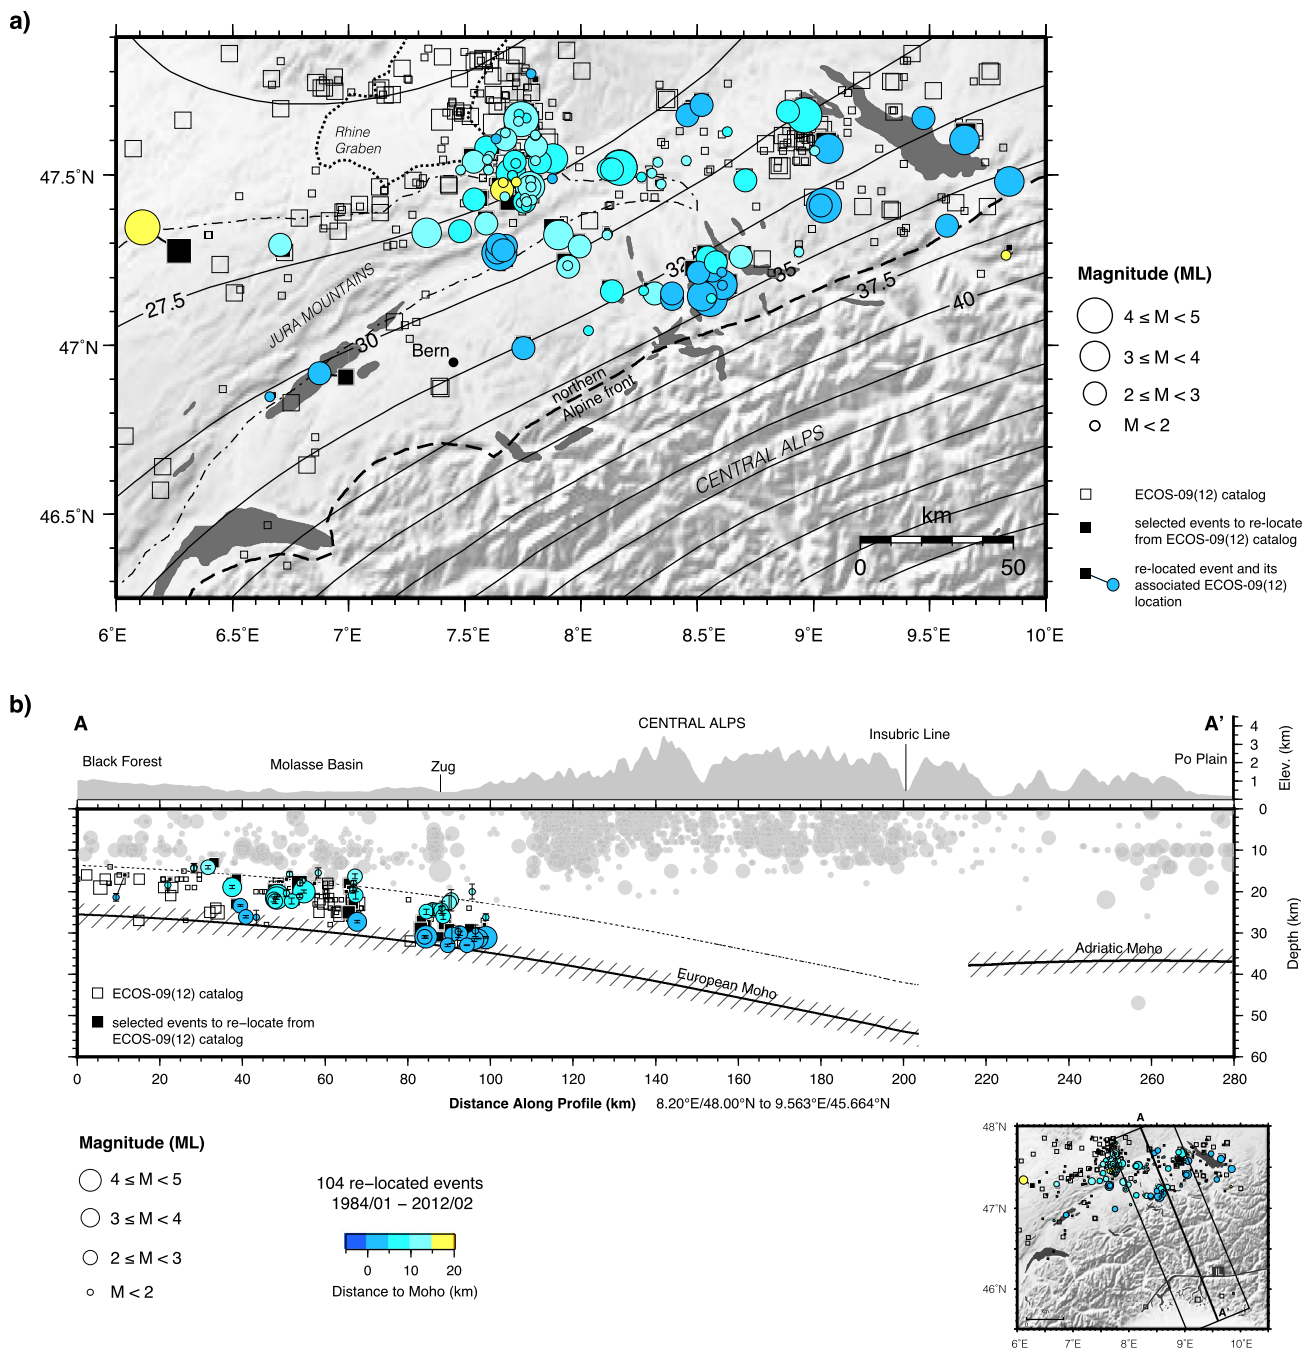 a)
Rhine
Graben
JURA MOUNTAINS
27.5
30
32.5
35
37.5
40
Bern
northern
Alpine front
CENTRAL ALPS
km
0
50
47.5°N
47°N
46.5°N
6°E
6.5°E
7°E
7.5°E
8°E
8.5°E
9°E
9.5°E
10°E
Magnitude (ML)
4 ≤ M < 5
3 ≤ M < 4
2 ≤ M < 3
M < 2
ECOS-09(12) catalog
selected events to re-locate
from ECOS-09(12) catalog
re-located event and its
associated ECOS-09(12)
location
b)
A
A'
CENTRAL ALPS
Insubric Line
Black Forest
Molasse Basin
Zug
Po Plain
4
3
2
1
Elev. (km)
0
10
20
30
40
50
60
Depth (km)
European Moho
Adriatic Moho
ECOS-09(12) catalog
selected events to re-locate from
ECOS-09(12) catalog
0
20
40
60
80
100
120
140
160
180
200
220
240
260
280
Distance Along Profile (km) 8.20°E/48.00°N to 9.563°E/45.664°N
Magnitude (ML)
4 ≤ M < 5
3 ≤ M < 4
2 ≤ M < 3
M < 2
104 re-located events
1984/01 - 2012/02
0
10
20
Distance to Moho (km)
A
A'
48°N
47°N
46°N
6°E
7°E
8°E
9°E
10°E